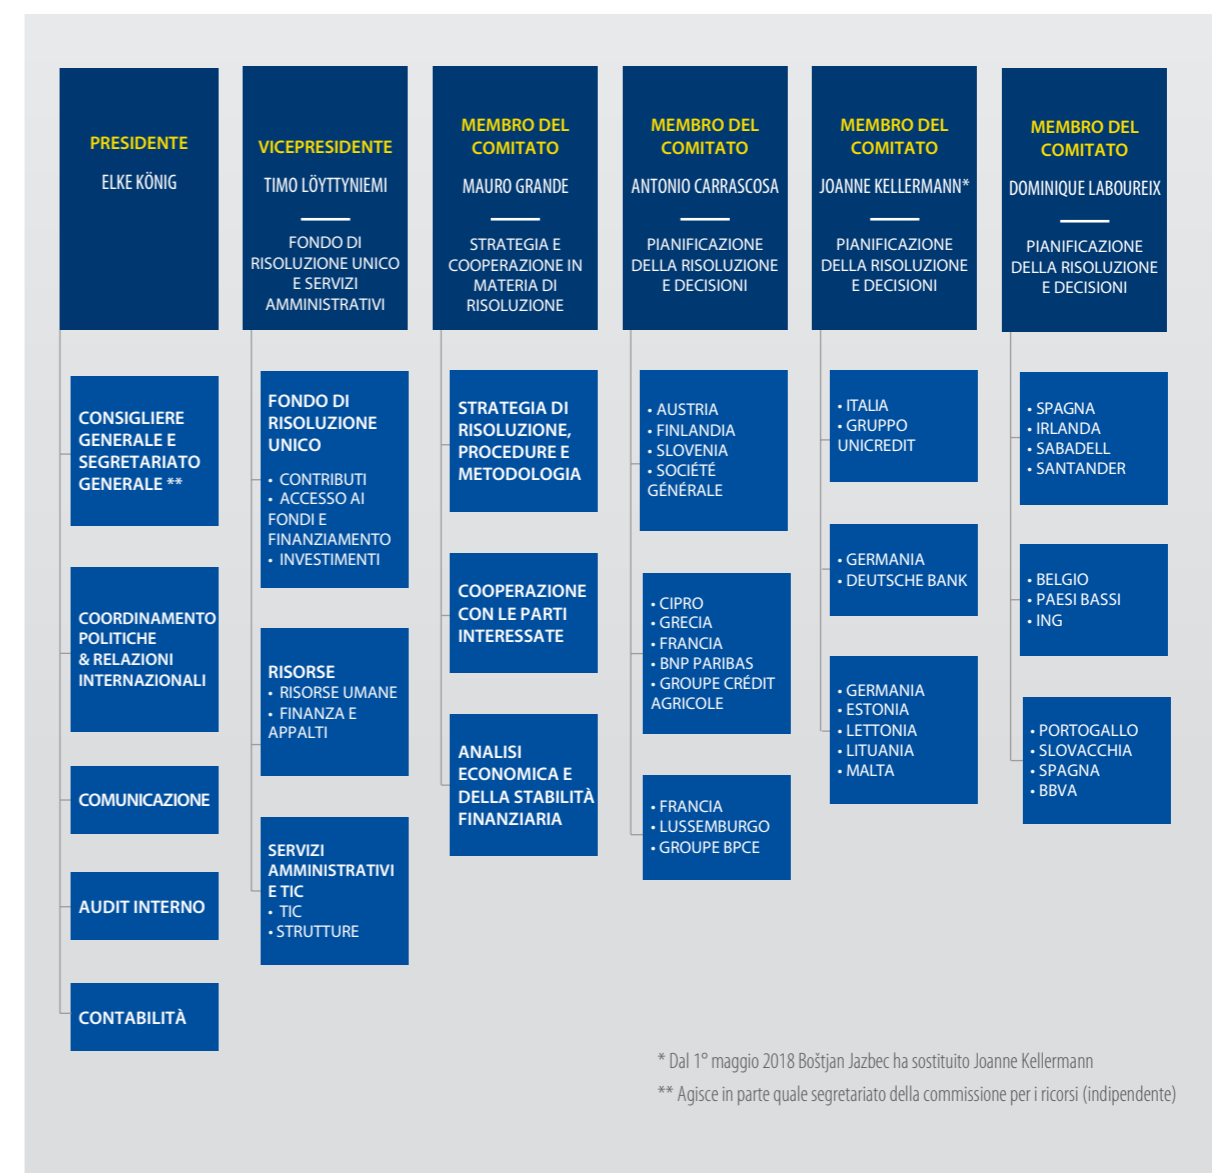 PRESIDENTE
ELKE KÖNIG
CONSIGLIERE
GENERALE E
SEGRETARIATO
GENERALE **
COORDINAMENTO
POLITICHE
& RELAZIONI
INTERNAZIONALI
COMUNICAZIONE
AUDIT INTERNO
CONTABILITÀ
VICEPRESIDENTE
TIMO LÖYTTYNIEMI
FONDO DI
RISOLUZIONE UNICO
E SERVIZI
AMMINISTRATIVI
FONDO DI
RISOLUZIONE
UNICO
• CONTRIBUTI
• ACCESSO AI
FONDI E
FINANZIAMENTO
• INVESTIMENTI
RISORSE
• RISORSE UMANE
• FINANZA E
APPALTI
SERVIZI
AMMINISTRATIVI
E TIC
• TIC
• STRUTTURE
MEMBRO DEL
COMITATO
MAURO GRANDE
STRATEGIA E
COOPERAZIONE IN
MATERIA DI
RISOLUZIONE
STRATEGIA DI
RISOLUZIONE,
PROCEDURE E
METODOLOGIA
COOPERAZIONE
CON LE PARTI
INTERESSATE
ANALISI
ECONOMICA E
DELLA STABILITÀ
FINANZIARIA
MEMBRO DEL
COMITATO
ANTONIO CARRASCOSA
PIANIFICAZIONE
DELLA RISOLUZIONE
E DECISIONI
• AUSTRIA
• FINLANDIA
• SLOVENIA
• SOCIÉTÉ
GÉNÉRALE
• CIPRO
• GRECIA
• FRANCIA
• BNP PARIBAS
• GROUPE CRÉDIT
AGRICOLE
• FRANCIA
• LUSSEMBURGO
• GROUPE BPCE
MEMBRO DEL
COMITATO
JOANNE KELLERMANN*
PIANIFICAZIONE
DELLA RISOLUZIONE
E DECISIONI
• ITALIA
• GRUPPO
UNICREDIT
• GERMANIA
• DEUTSCHE BANK
• GERMANIA
• ESTONIA
• LETTONIA
• LITUANIA
• MALTA
MEMBRO DEL
COMITATO
DOMINIQUE LABOUREIX
PIANIFICAZIONE
DELLA RISOLUZIONE
E DECISIONI
• SPAGNA
• IRLANDA
• SABADELL
• SANTANDER
• BELGIO
• PAESI BASSI
• ING
• PORTOGALLO
• SLOVACCHIA
• SPAGNA
• BBVA
* Dal 1° maggio 2018 Boštjan Jazbec ha sostituito Joanne Kellermann
** Agisce in parte quale segretariato della commissione per i ricorsi (indipendente)